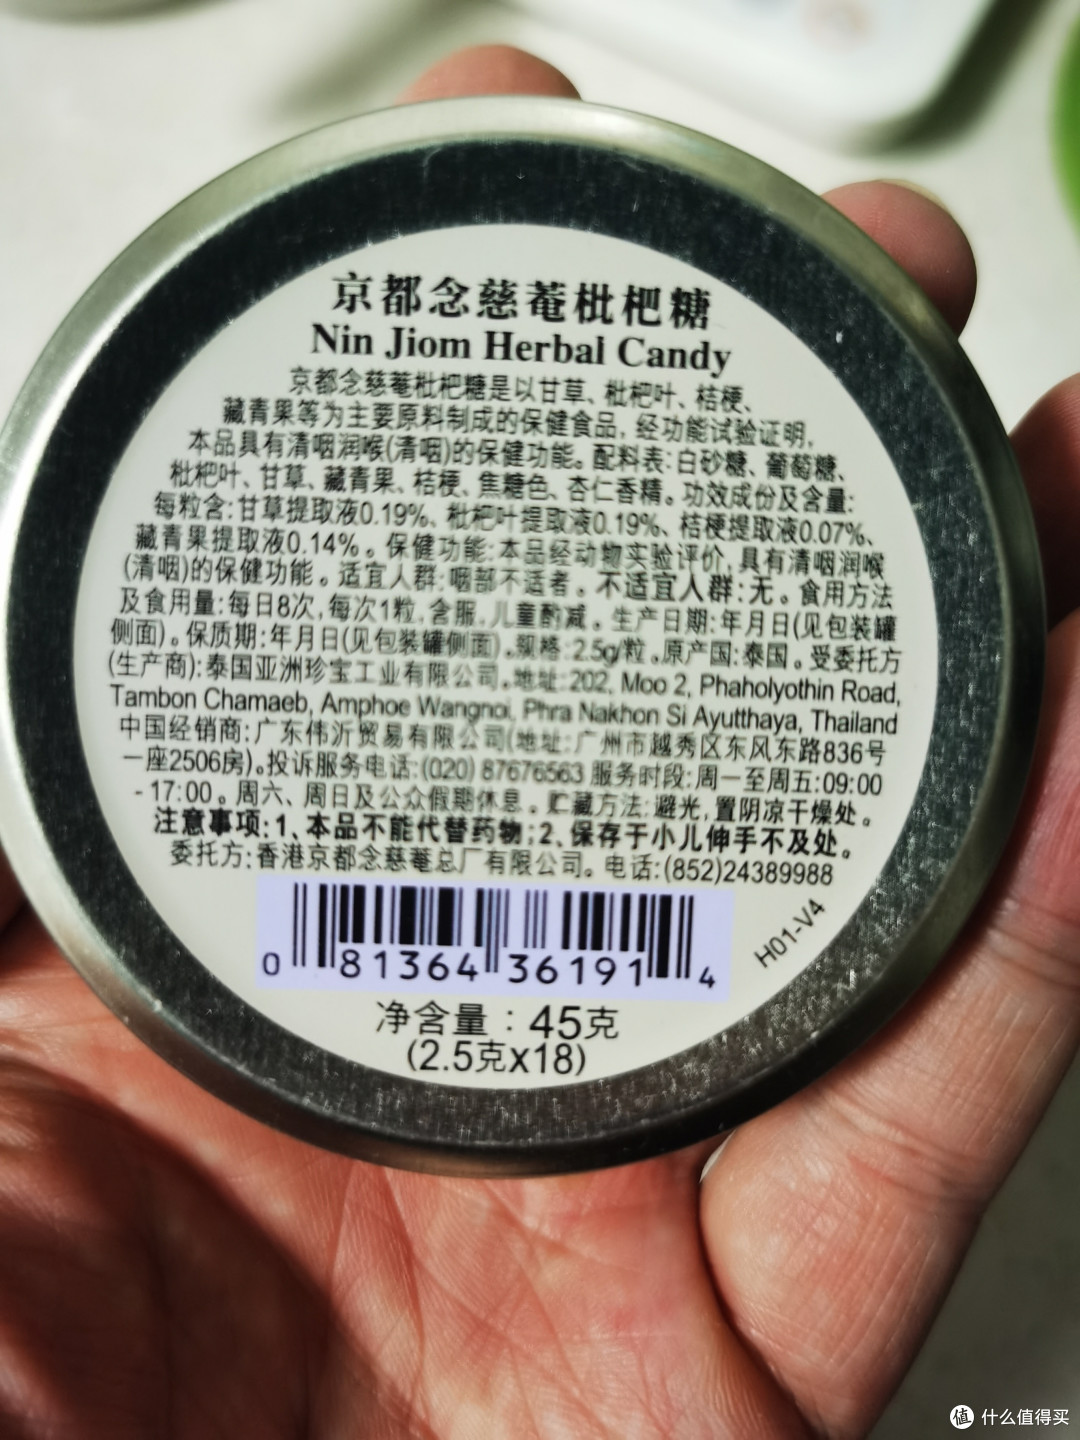 京都念慈菴枇杷糖
Nin Jiom Herbal Candy
京都念慈菴枇杷糖是以甘草、枇杷叶、桔梗、
藏青果等为主要原料制成的保健食品, 经功能试验证明,
本品具有清咽润喉(清咽)的保健功能。配料表:白砂糖、葡萄糖、
枇杷叶、甘草、藏青果、桔梗、焦糖色、杏仁香精。功效成份及含量:
每粒含:甘草提取液0.19%、枇杷叶提取液0.19%、桔梗提取液0.07%、
藏青果提取液0.14%。保健功能:本品经动物实验评价,具有清咽润喉
(清咽)的保健功能。适宜人群:咽部不适者。不适宜人群:无。食用方法
及食用量:每日8次,每次1粒,含服,儿童酌减。生产日期:年月日(见包装罐
侧面)。保质期:年月日(见包装罐侧面)。规格:2.5g/粒。原产国:泰国。受委托方
(生产商):泰国亚洲珍宝工业有限公司。地址:202, Moo 2, Phaholyothin Road,
Tambon Chamaeb, Amphoe Wangnoi, Phra Nakhon Si Ayutthaya, Thailand
中国经销商:广东伟沂贸易有限公司(地址:广州市越秀区东风东路836号
一座2506房)。投诉服务电话:(020) 87676563 服务时段:周一至周五:09:00
- 17:00。周六、周日及公众假期休息。贮藏方法:避光,置阴凉干燥处。
注意事项:1、本品不能代替药物;2、保存于小儿伸手不及处。
委托方:香港京都念慈菴总厂有限公司。电话:(852)24389988
H01-V4
0 81364 36191 4
净含量:45克
(2.5克x18)
值 什么值得买